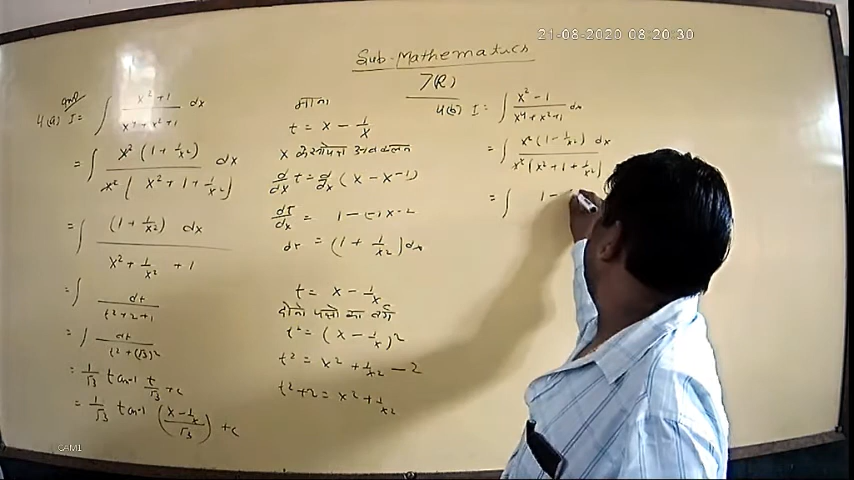 21-08-2020 08:20:30
Sub-Mathematics
7(R)
ans
4(a) I = ∫ x² + 1 / x⁴ + x² + 1 dx
= ∫ x² (1 + 1/x²) dx / x² (x² + 1 + 1/x²)
= ∫ (1 + 1/x²) dx / x² + 1/x² + 1
= ∫ dt / t² + 2 + 1
= ∫ dt / t² + (√3)²
= 1/√3 tan-1 t/√3 + c
= 1/√3 tan-1 (x - 1/x / √3) + c
माना
t = x - 1/x
x के सापेक्ष अवकलन
d/dx t = d/dx (x - x⁻¹)
dt/dx = 1 - (-1)x-2
dt = (1 + 1/x²) dx
t = x - 1/x
दोनो पक्षो का वर्ग
t² = (x - 1/x)²
t² = x² + 1/x² - 2
t² + 2 = x² + 1/x²
4(b) I = ∫ x² - 1 / x⁴ + x² + 1 dx
= ∫ x² (1 - 1/x²) dx / x² (x² + 1 + 1/x²)
= ∫ 1 -
CAM1